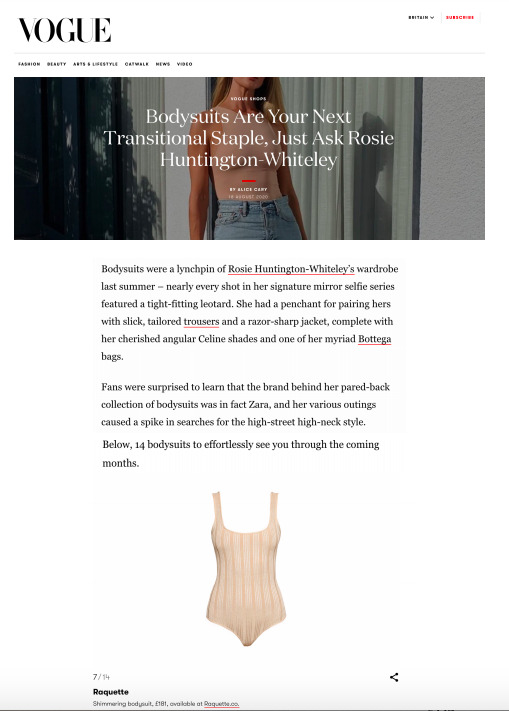 VOGUE
BRITAIN
SUBSCRIBE
FASHION BEAUTY ARTS & LIFESTYLE CATWALK NEWS VIDEO
VOGUE SHOPS
Bodysuits Are Your Next
Transitional Staple, Just Ask Rosie
Huntington-Whiteley
BY ALICE CARY
18 AUGUST 2020
Bodysuits were a lynchpin of Rosie Huntington-Whiteley's wardrobe
last summer – nearly every shot in her signature mirror selfie series
featured a tight-fitting leotard. She had a penchant for pairing hers
with slick, tailored trousers and a razor-sharp jacket, complete with
her cherished angular Celine shades and one of her myriad Bottega
bags.
Fans were surprised to learn that the brand behind her pared-back
collection of bodysuits was in fact Zara, and her various outings
caused a spike in searches for the high-street high-neck style.
Below, 14 bodysuits to effortlessly see you through the coming
months.
7/14
Raquette
Shimmering bodysuit, £181, available at Raquette.co.